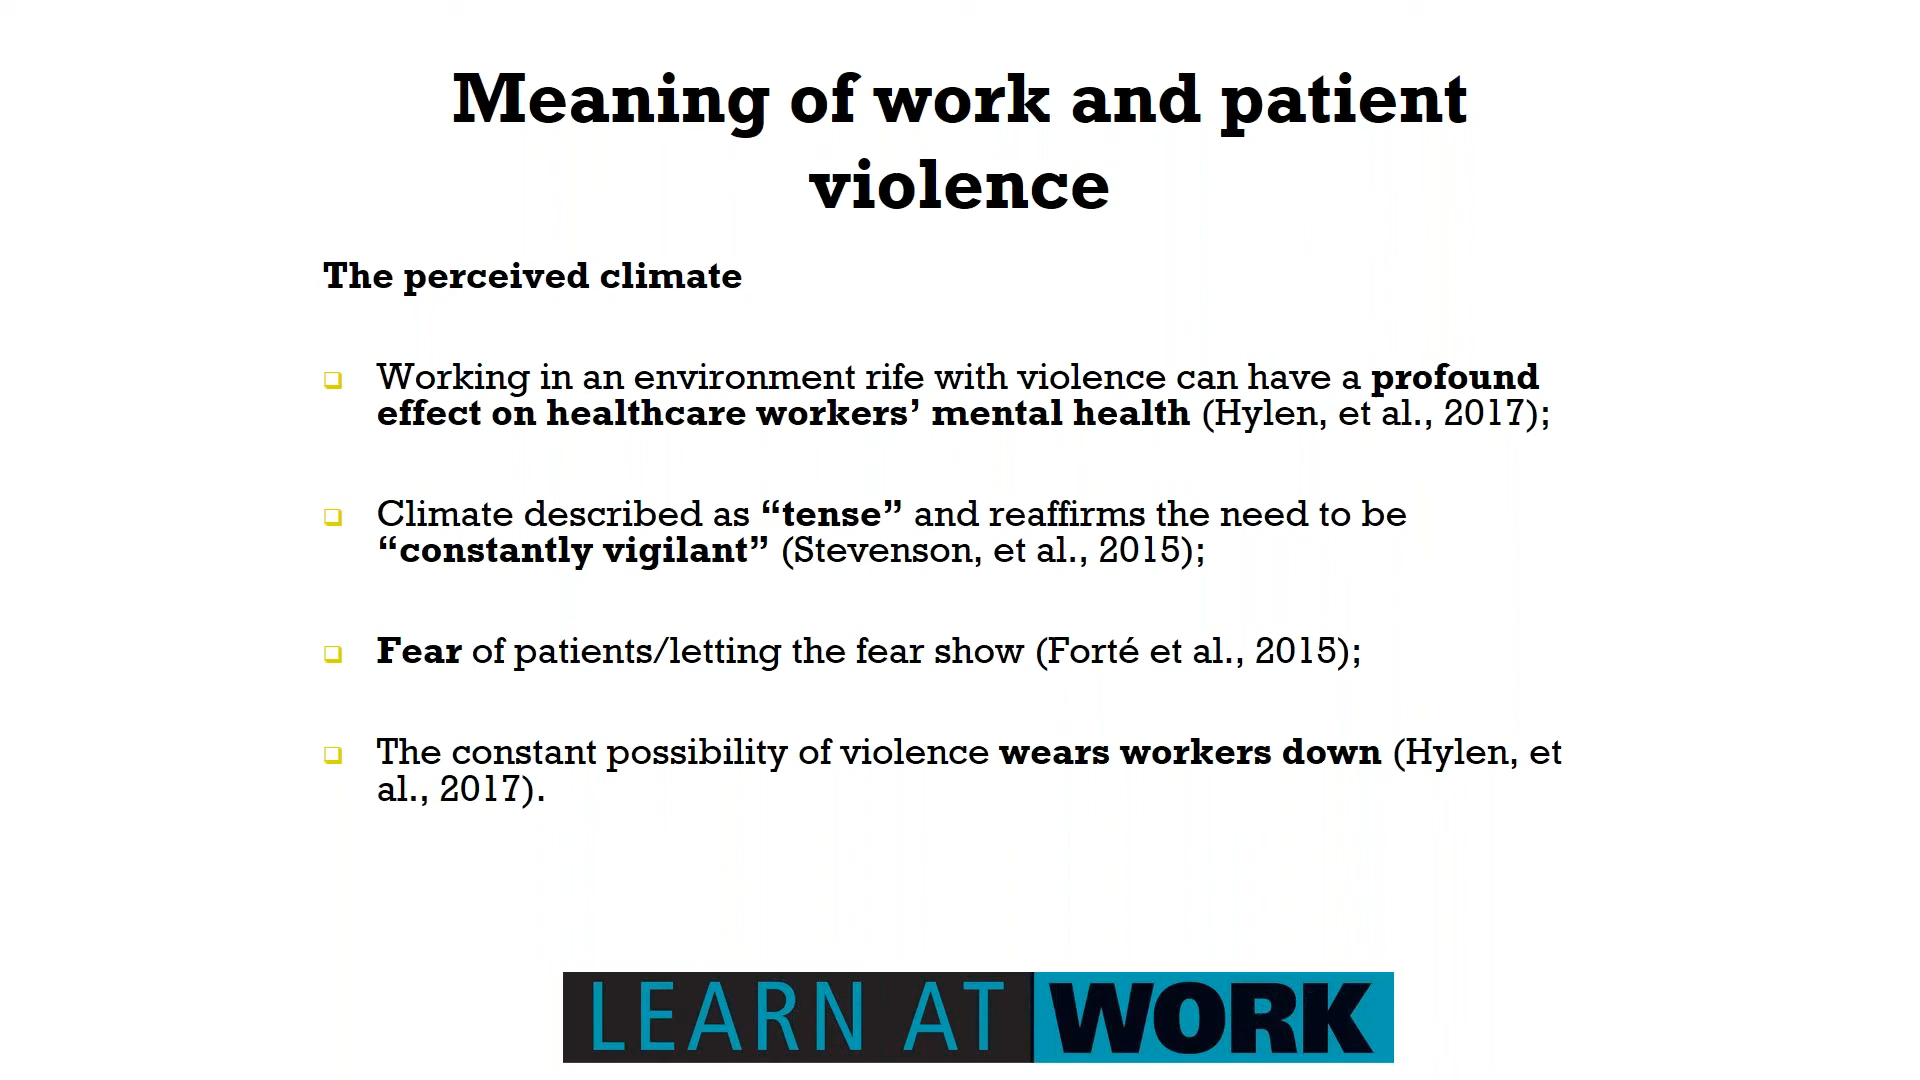 Meaning of work and patient
violence
The perceived climate
Working in an environment rife with violence can have a profound
effect on healthcare workers’ mental health (Hylen, et al., 2017);
Climate described as “tense” and reaffirms the need to be
“constantly vigilant” (Stevenson, et al., 2015);
Fear of patients/letting the fear show (Forté et al., 2015);
The constant possibility of violence wears workers down (Hylen, et
al., 2017).
LEARN AT WORK